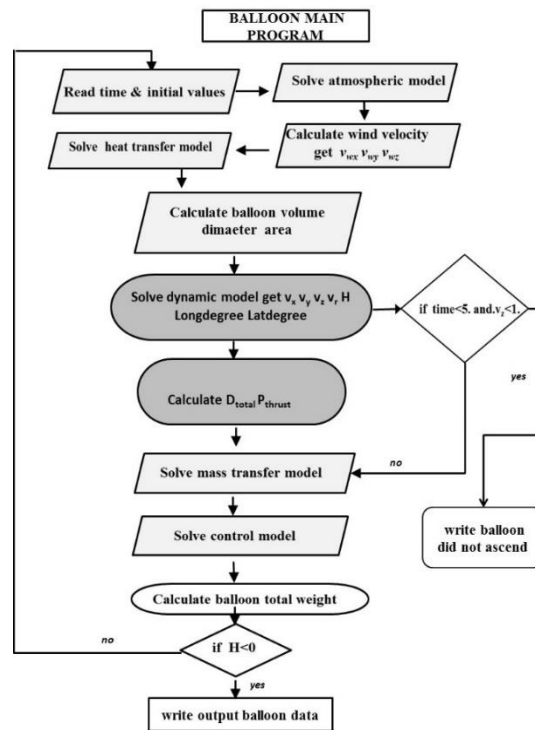 BALLOON MAIN
PROGRAM
Read time & initial values
Solve atmospheric model
Calculate wind velocity
get vwx vwy vwz
Solve heat transfer model
Calculate balloon volume
dimaeter area
Solve dynamic model get vx vy vz vr H
Longdegree Latdegree
if time<5. and.vz<1.
yes
Calculate Dtotal Pthrust
no
Solve mass transfer model
write balloon
did not ascend
Solve control model
Calculate balloon total weight
no
if H<0
yes
write output balloon data